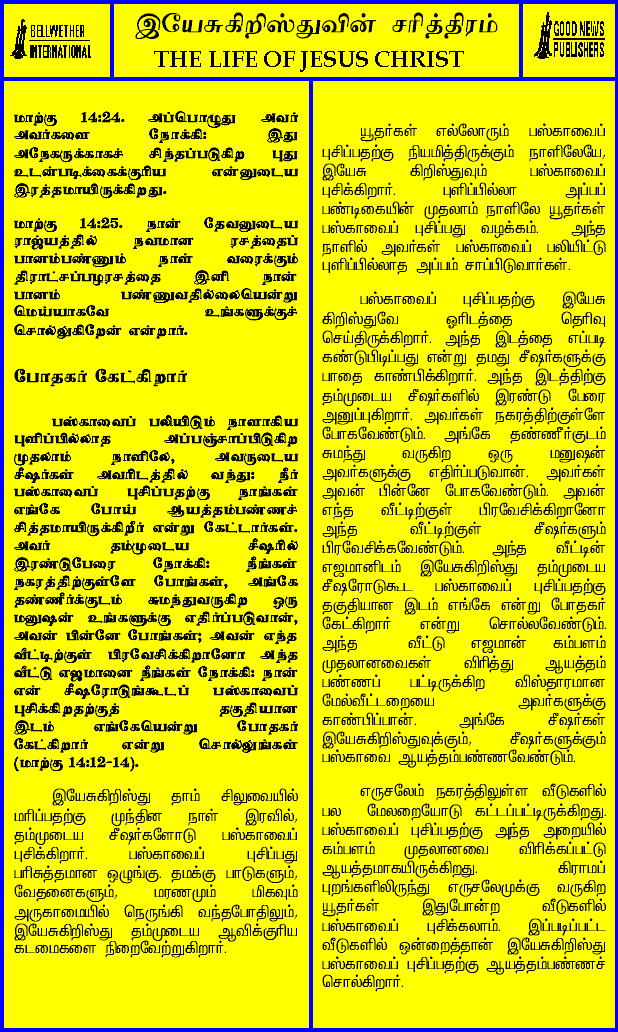 BELLWETHER
INTERNATIONAL
இயேசுகிறிஸ்துவின் சரித்திரம்
THE LIFE OF JESUS CHRIST
GOOD NEWS
PUBLISHERS
மாற்கு 14:24. அப்பொழுது அவர்
அவர்களை நோக்கி: இது
அநேகருக்காகச் சிந்தப்படுகிற புது
உடன்படிக்கைக்குரிய என்னுடைய
இரத்தமாயிருக்கிறது.
மாற்கு 14:25. நான் தேவனுடைய
ராஜ்யத்தில் நவமான ரசத்தைப்
பானம்பண்ணும் நாள் வரைக்கும்
திராட்சப்பழரசத்தை இனி நான்
பானம் பண்ணுவதில்லையென்று
மெய்யாகவே உங்களுக்குச்
சொல்லுகிறேன் என்றார்.
போதகர் கேட்கிறார்
பஸ்காவைப் பலியிடும் நாளாகிய
புளிப்பில்லாத அப்பஞ்சாப்பிடுகிற
முதலாம் நாளிலே, அவருடைய
சீஷர்கள் அவரிடத்தில் வந்து: நீர்
பஸ்காவைப் புசிப்பதற்கு நாங்கள்
எங்கே போய் ஆயத்தம்பண்ணச்
சித்தமாயிருக்கிறீர் என்று கேட்டார்கள்.
அவர் தம்முடைய சீஷரில்
இரண்டுபேரை நோக்கி: நீங்கள்
நகரத்திற்குள்ளே போங்கள், அங்கே
தண்ணீர்க்குடம் சுமந்துவருகிற ஒரு
மனுஷன் உங்களுக்கு எதிர்ப்படுவான்,
அவன் பின்னே போங்கள்; அவன் எந்த
வீட்டிற்குள் பிரவேசிக்கிறானோ அந்த
வீட்டு எஜமானை நீங்கள் நோக்கி: நான்
என் சீஷரோடுங்கூடப் பஸ்காவைப்
புசிக்கிறதற்குத் தகுதியான
இடம் எங்கேயென்று போதகர்
கேட்கிறார் என்று சொல்லுங்கள்
(மாற்கு 14:12-14).
இயேசுகிறிஸ்து தாம் சிலுவையில்
மரிப்பதற்கு முந்தின நாள் இரவில்,
தம்முடைய சீஷர்களோடு பஸ்காவைப்
புசிக்கிறார். பஸ்காவைப் புசிப்பது
பரிசுத்தமான ஒழுங்கு. தமக்கு பாடுகளும்,
வேதனைகளும், மரணமும் மிகவும்
அருகாமையில் நெருங்கி வந்தபோதிலும்,
இயேசுகிறிஸ்து தம்முடைய ஆவிக்குரிய
கடமைகளை நிறைவேற்றுகிறார்.
யூதர்கள் எல்லோரும் பஸ்காவைப்
புசிப்பதற்கு நியமித்திருக்கும் நாளிலேயே,
இயேசு கிறிஸ்துவும் பஸ்காவைப்
புசிக்கிறார். புளிப்பில்லா அப்பப்
பண்டிகையின் முதலாம் நாளிலே யூதர்கள்
பஸ்காவைப் புசிப்பது வழக்கம். அந்த
நாளில் அவர்கள் பஸ்காவைப் பலியிட்டு
புளிப்பில்லாத அப்பம் சாப்பிடுவார்கள்.
பஸ்காவைப் புசிப்பதற்கு இயேசு
கிறிஸ்துவே ஓரிடத்தை தெரிவு
செய்திருக்கிறார். அந்த இடத்தை எப்படி
கண்டுபிடிப்பது என்று தமது சீஷர்களுக்கு
பாதை காண்பிக்கிறார். அந்த இடத்திற்கு
தம்முடைய சீஷர்களில் இரண்டு பேரை
அனுப்புகிறார். அவர்கள் நகரத்திற்குள்ளே
போகவேண்டும். அங்கே தண்ணீர்குடம்
சுமந்து வருகிற ஒரு மனுஷன்
அவர்களுக்கு எதிர்ப்படுவான். அவர்கள்
அவன் பின்னே போகவேண்டும். அவன்
எந்த வீட்டிற்குள் பிரவேசிக்கிறானோ
அந்த வீட்டிற்குள் சீஷர்களும்
பிரவேசிக்கவேண்டும். அந்த வீட்டின்
எஜமானிடம் இயேசுகிறிஸ்து தம்முடைய
சீஷரோடுகூட பஸ்காவைப் புசிப்பதற்கு
தகுதியான இடம் எங்கே என்று போதகர்
கேட்கிறார் என்று சொல்லவேண்டும்.
அந்த வீட்டு எஜமான் கம்பளம்
முதலானவைகள் விரித்து ஆயத்தம்
பண்ணப் பட்டிருக்கிற விஸ்தாரமான
மேல்வீட்டறையை அவர்களுக்கு
காண்பிப்பான். அங்கே சீஷர்கள்
இயேசுகிறிஸ்துவுக்கும், சீஷர்களுக்கும்
பஸ்காவை ஆயத்தம்பண்ணவேண்டும்.
எருசலேம் நகரத்திலுள்ள வீடுகளில்
பல மேலறையோடு கட்டப்பட்டிருக்கிறது.
பஸ்காவைப் புசிப்பதற்கு அந்த அறையில்
கம்பளம் முதலானவை விரிக்கப்பட்டு
ஆயத்தமாகயிருக்கிறது. கிராமப்
புறங்களிலிருந்து எருசலேமுக்கு வருகிற
யூதர்கள் இதுபோன்ற வீடுகளில்
பஸ்காவைப் புசிக்கலாம். இப்படிப்பட்ட
வீடுகளில் ஒன்றைத்தான் இயேசுகிறிஸ்து
பஸ்காவைப் புசிப்பதற்கு ஆயத்தம்பண்ணச்
சொல்கிறார்.